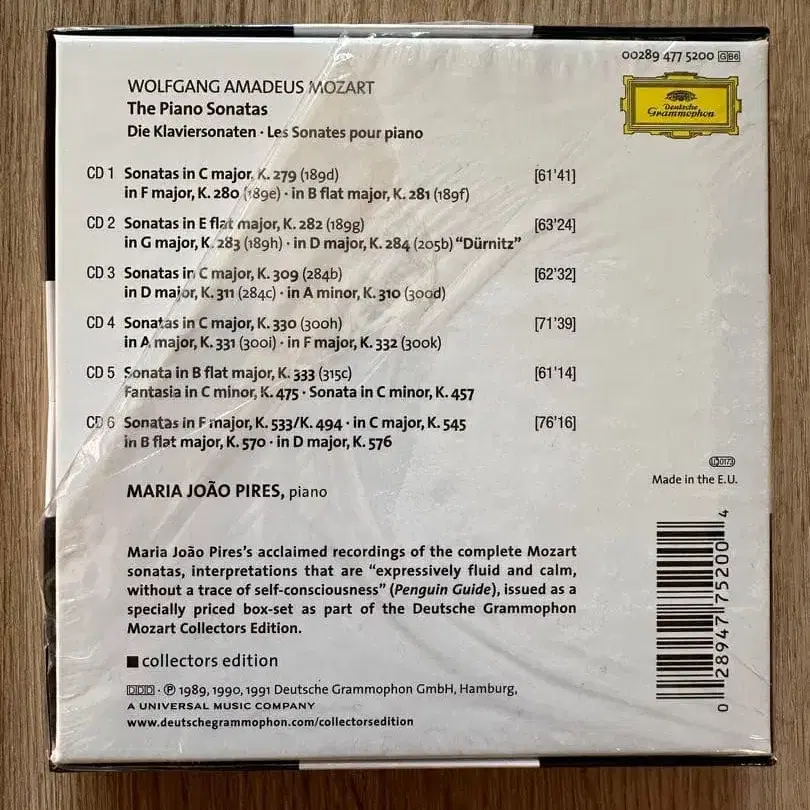 00289 477 5200 GB6
Deutsche
Grammophon
WOLFGANG AMADEUS MOZART
The Piano Sonatas
Die Klaviersonaten · Les Sonates pour piano
CD 1 Sonatas in C major, K. 279 (189d) [61'41]
in F major, K. 280 (189e) · in B flat major, K. 281 (189f)
CD 2 Sonatas in E flat major, K. 282 (189g) [63'24]
in G major, K. 283 (189h) · in D major, K. 284 (205b) “Dürnitz”
CD 3 Sonatas in C major, K. 309 (284b) [62'32]
in D major, K. 311 (284c) · in A minor, K. 310 (300d)
CD 4 Sonatas in C major, K. 330 (300h) [71'39]
in A major, K. 331 (300i) · in F major, K. 332 (300k)
CD 5 Sonata in B flat major, K. 333 (315c) [61'14]
Fantasia in C minor, K. 475 · Sonata in C minor, K. 457
CD 6 Sonatas in F major, K. 533/K. 494 · in C major, K. 545 [76'16]
in B flat major, K. 570 · in D major, K. 576
LC 0173
Made in the E.U.
MARIA JOÃO PIRES, piano
Maria João Pires's acclaimed recordings of the complete Mozart
sonatas, interpretations that are “expressively fluid and calm,
without a trace of self-consciousness” (Penguin Guide), issued as a
specially priced box-set as part of the Deutsche Grammophon
Mozart Collectors Edition.
collectors edition
DDD · ℗ 1989, 1990, 1991 Deutsche Grammophon GmbH, Hamburg,
A UNIVERSAL MUSIC COMPANY
www.deutschegrammophon.com/collectorsedition
0 28947 75200 4